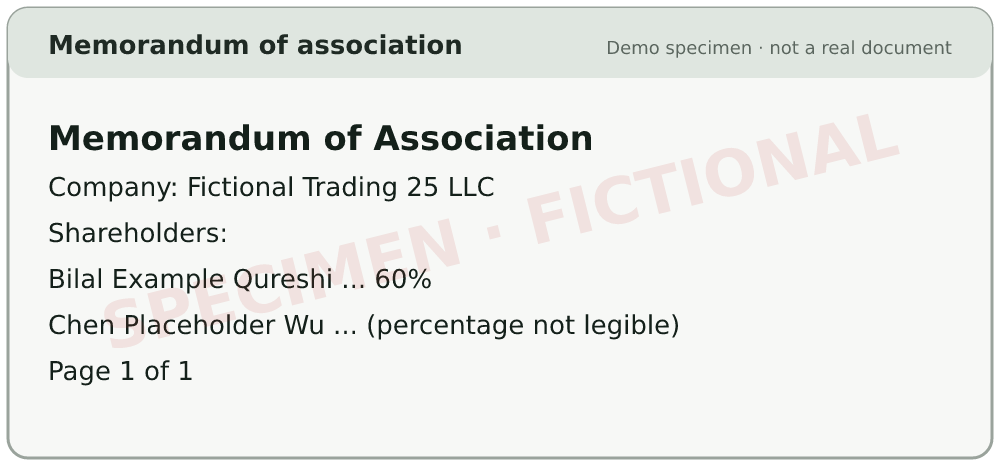 Memorandum of association
Demo specimen · not a real document
Memorandum of Association
Company: Fictional Trading 25 LLC
Shareholders:
Bilal Example Qureshi ... 60%
Chen Placeholder Wu ... (percentage not legible)
Page 1 of 1
SPECIMEN · FICTIONAL